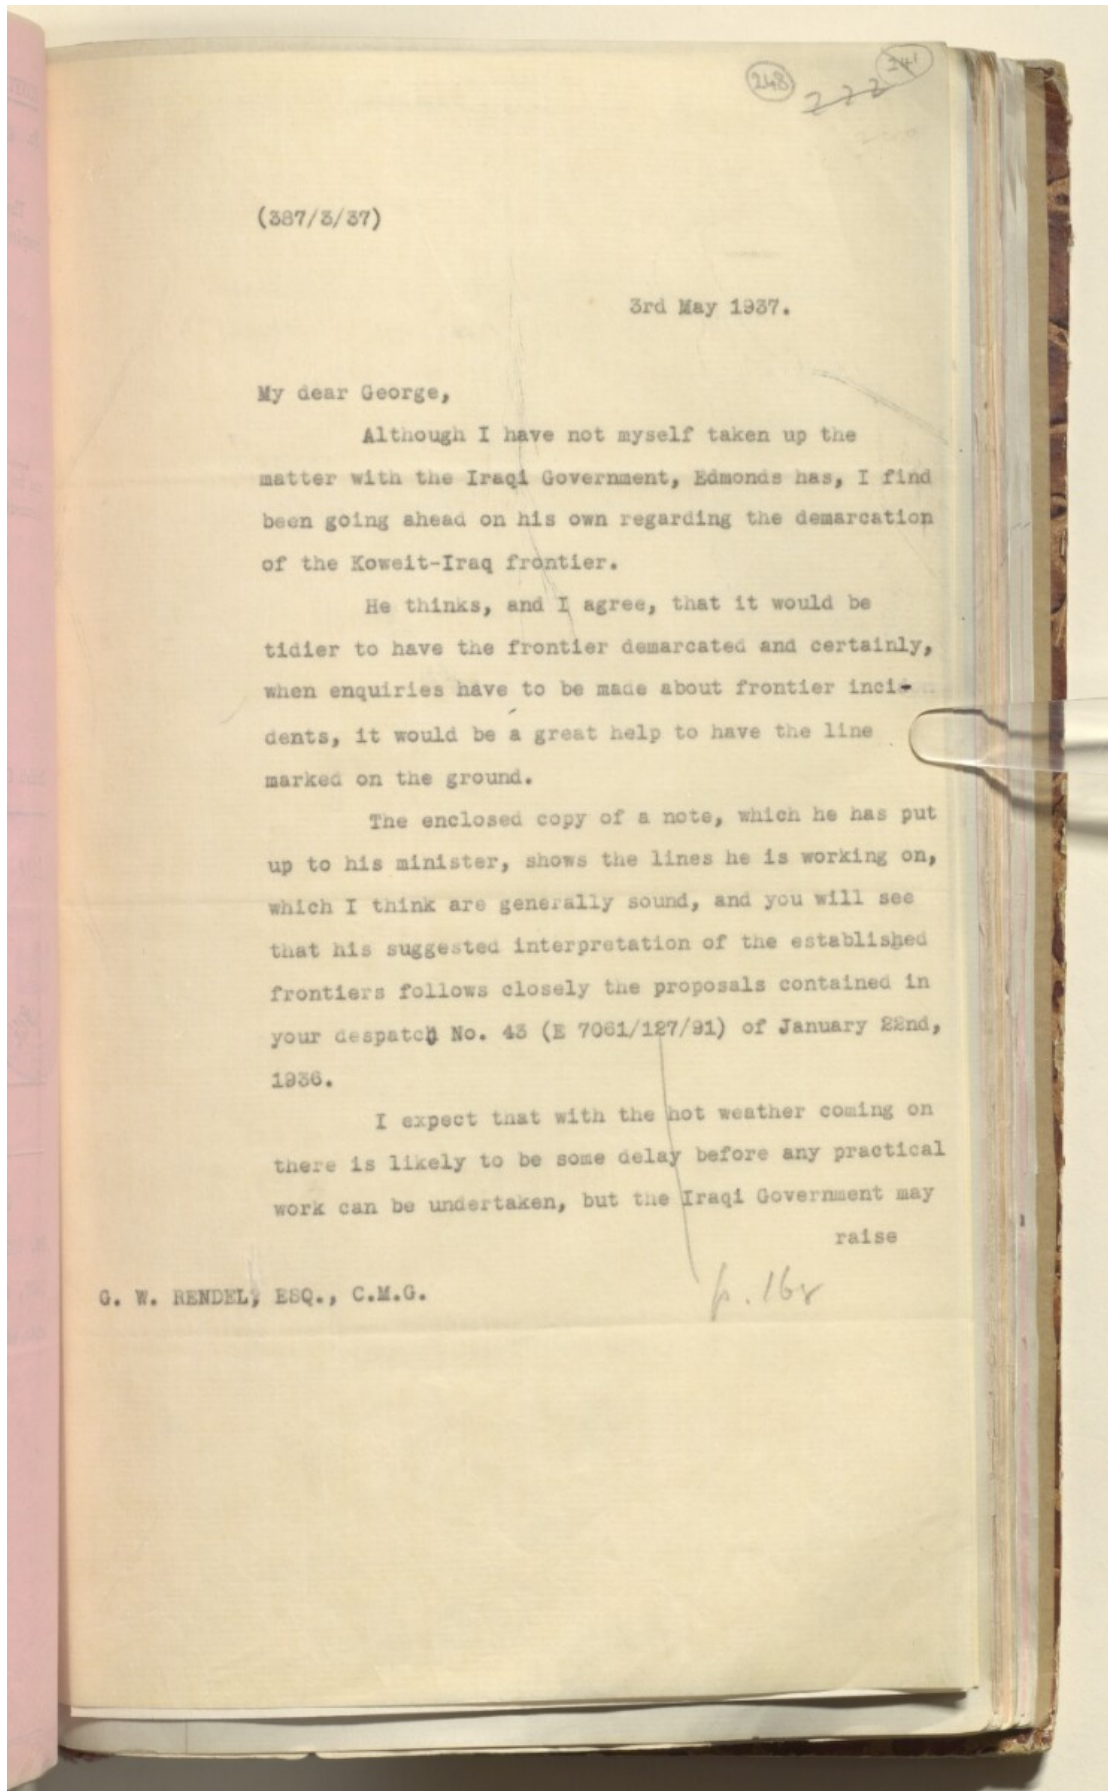 248
241
222
(387/3/37)
3rd May 1937.
My dear George,
Although I have not myself taken up the
matter with the Iraqi Government, Edmonds has, I find
been going ahead on his own regarding the demarcation
of the Koweit-Iraq frontier.
He thinks, and I agree, that it would be
tidier to have the frontier demarcated and certainly,
when enquiries have to be made about frontier inci-
dents, it would be a great help to have the line
marked on the ground.
The enclosed copy of a note, which he has put
up to his minister, shows the lines he is working on,
which I think are generally sound, and you will see
that his suggested interpretation of the established
frontiers follows closely the proposals contained in
your despatch No. 43 (E 7061/127/91) of January 22nd,
1936.
I expect that with the hot weather coming on
there is likely to be some delay before any practical
work can be undertaken, but the Iraqi Government may
raise
G. W. RENDEL, ESQ., C.M.G.